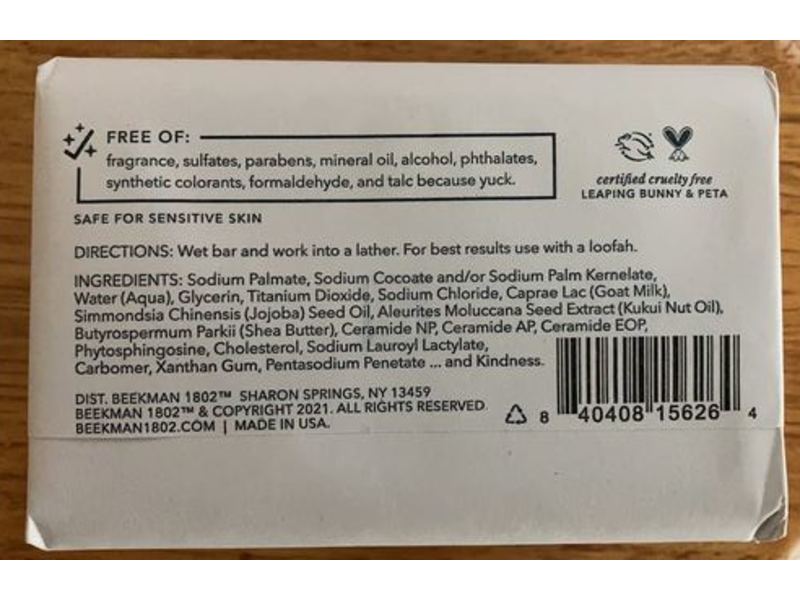 FREE OF:
fragrance, sulfates, parabens, mineral oil, alcohol, phthalates,
synthetic colorants, formaldehyde, and talc because yuck.
certified cruelty free
LEAPING BUNNY & PETA
SAFE FOR SENSITIVE SKIN
DIRECTIONS: Wet bar and work into a lather. For best results use with a loofah.
INGREDIENTS: Sodium Palmate, Sodium Cocoate and/or Sodium Palm Kernelate,
Water (Aqua), Glycerin, Titanium Dioxide, Sodium Chloride, Caprae Lac (Goat Milk),
Simmondsia Chinensis (Jojoba) Seed Oil, Aleurites Moluccana Seed Extract (Kukui Nut Oil),
Butyrospermum Parkii (Shea Butter), Ceramide NP, Ceramide AP, Ceramide EOP,
Phytosphingosine, Cholesterol, Sodium Lauroyl Lactylate,
Carbomer, Xanthan Gum, Pentasodium Penetate ... and Kindness.
DIST. BEEKMAN 1802™ SHARON SPRINGS, NY 13459
BEEKMAN 1802™ & COPYRIGHT 2021. ALL RIGHTS RESERVED.
BEEKMAN1802.COM | MADE IN USA.
8 40408 15626 4